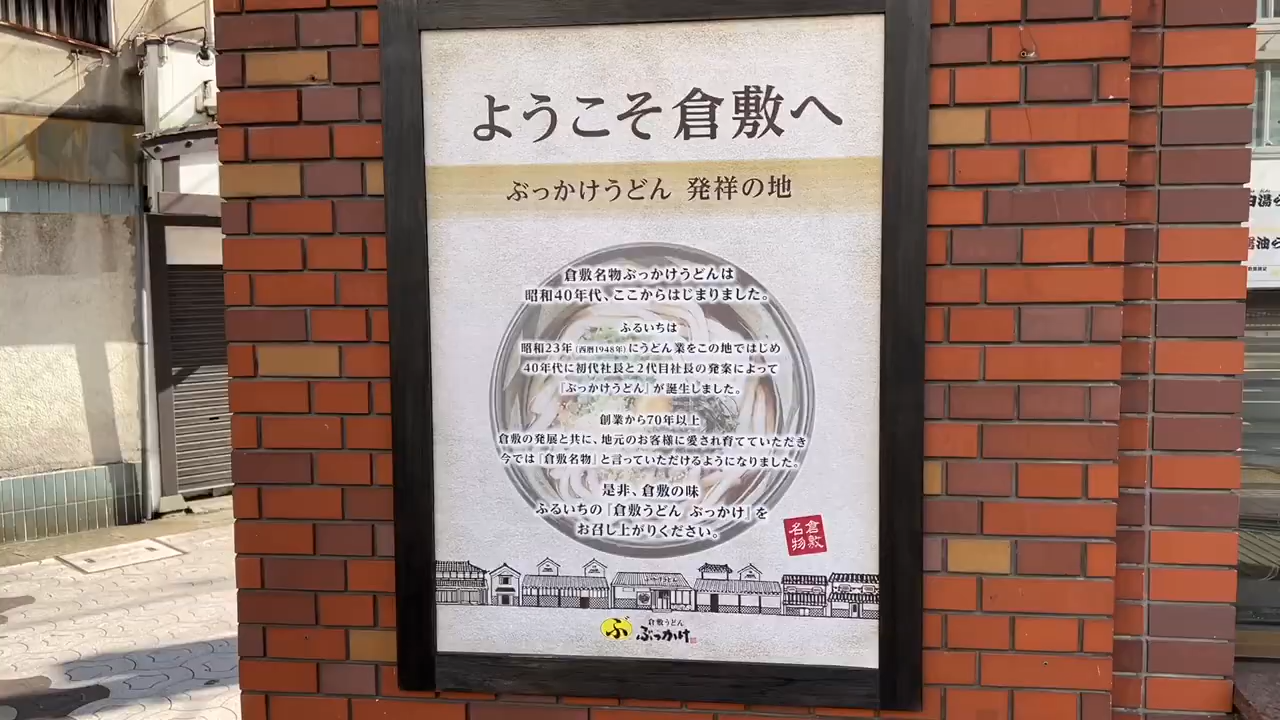 ようこそ倉敷へ
ぶっかけうどん 発祥の地
倉敷名物ぶっかけうどんは
昭和40年代、ここからはじまりました。
ふるいちは
昭和23年(西暦1948年)にうどん業をこの地ではじめ
40年代に初代社長と2代目社長の発案によって
「ぶっかけうどん」が誕生しました。
創業から70年以上
倉敷の発展と共に、地元のお客様に愛され育てていただき
今では「倉敷名物」と言っていただけるようになりました。
是非、倉敷の味
ふるいちの「倉敷うどん ぶっかけ」を
お召し上がりください。
倉敷
名物
ぶ
倉敷うどん
ぶっかけ